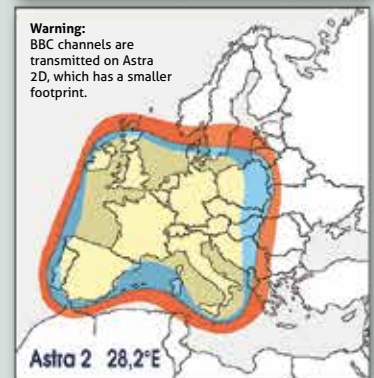 Warning:
BBC channels are
transmitted on Astra
2D, which has a smaller
footprint.
Astra 2 28,2°E